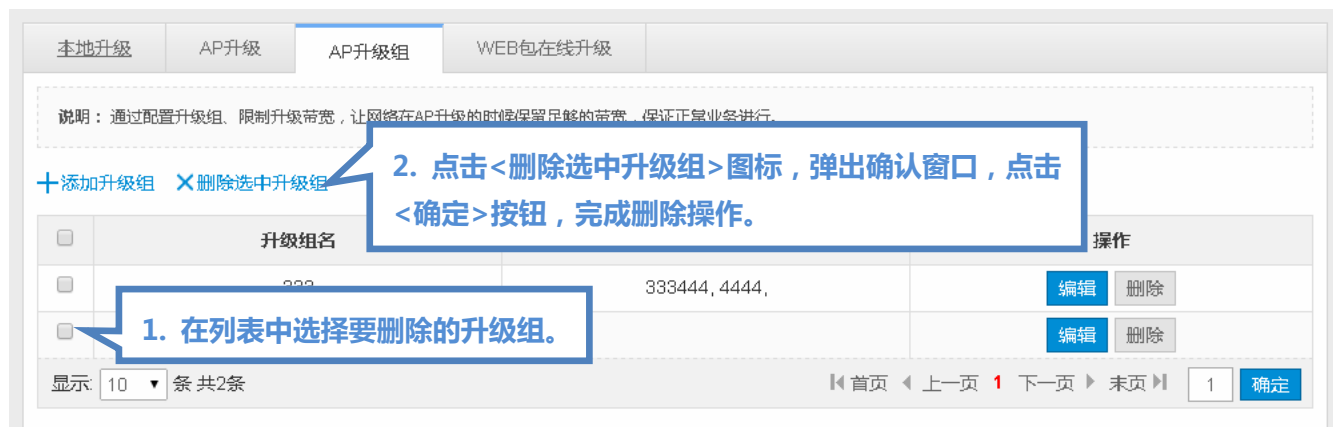 本地升级 AP升级 AP升级组 WEB包在线升级
说明：通过配置升级组、限制升级带宽，让网络在AP升级的时候保留足够的带宽，保证正常业务进行。
添加升级组 删除选中升级组
2. 点击<删除选中升级组>图标，弹出确认窗口，点击
<确定>按钮，完成删除操作。
升级组名 操作
333444, 4444, 编辑 删除
1. 在列表中选择要删除的升级组。
编辑 删除
显示: 10 条 共2条 首页 上一页 1 下一页 末页 1 确定